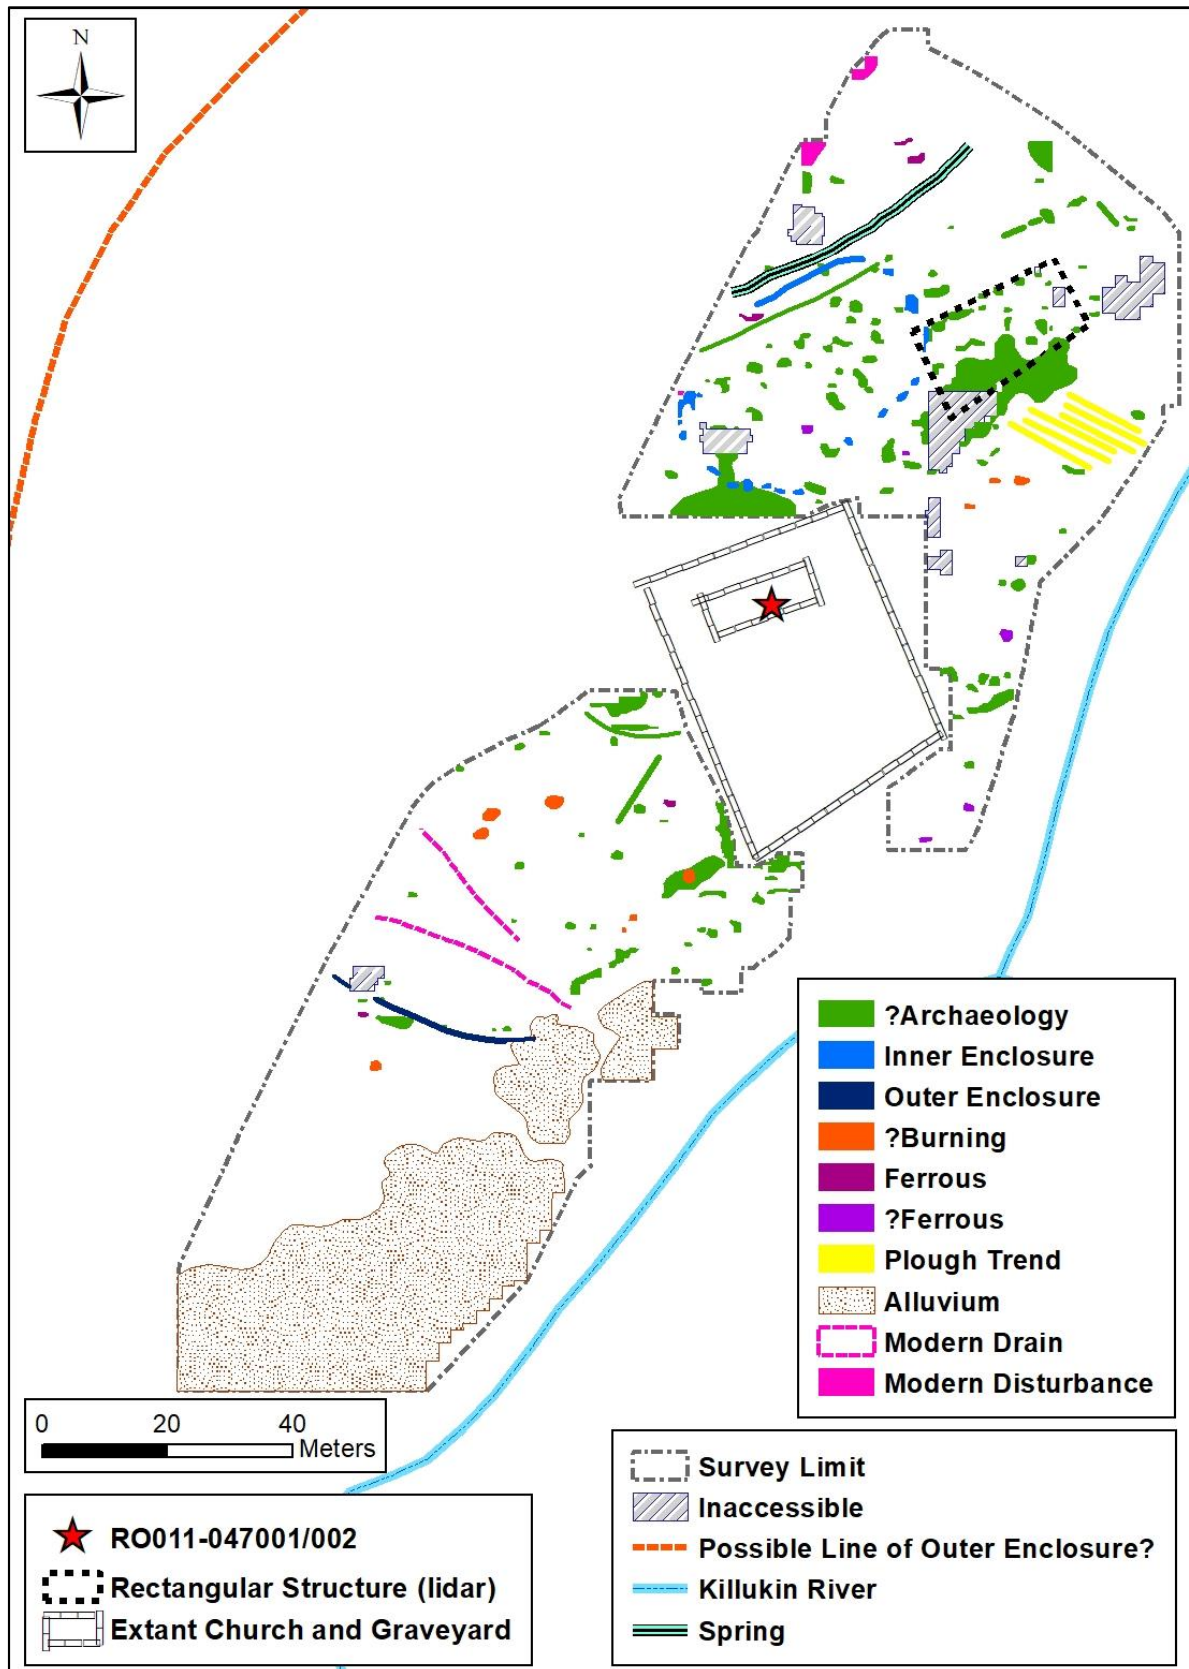 N
?Archaeology
Inner Enclosure
Outer Enclosure
?Burning
Ferrous
?Ferrous
Plough Trend
Alluvium
Modern Drain
Modern Disturbance
0 20 40
Meters
Survey Limit
Inaccessible
Possible Line of Outer Enclosure?
Killukin River
Spring
RO011-047001/002
Rectangular Structure (lidar)
Extant Church and Graveyard